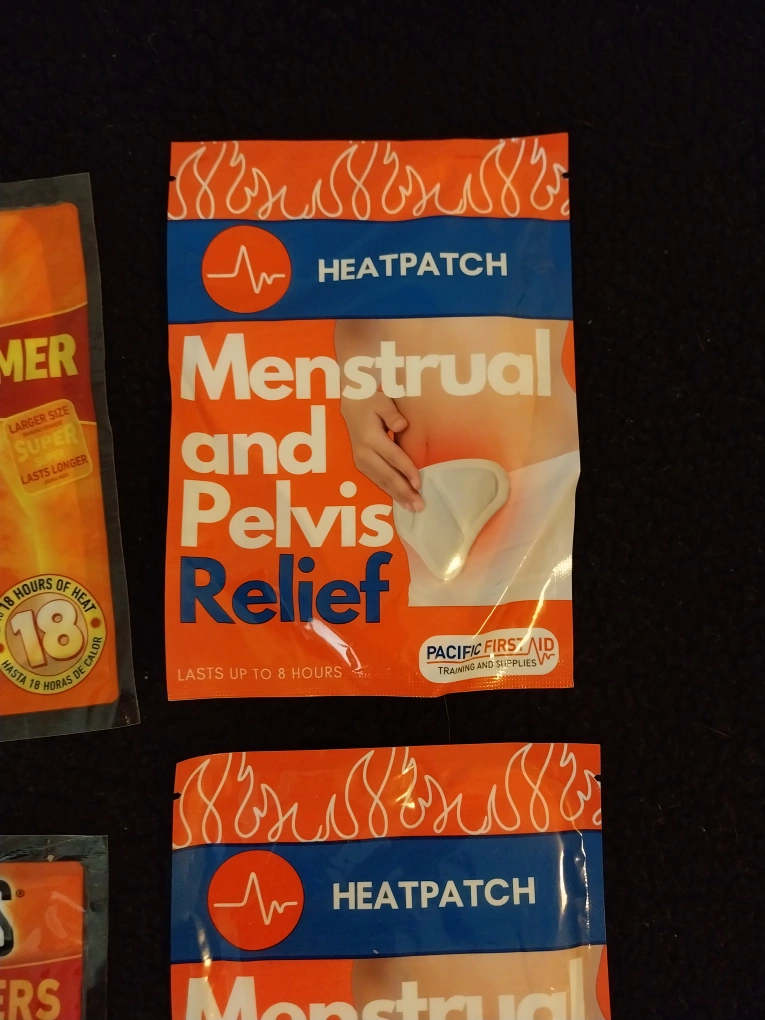 HEATPATCH
Menstrual
and
Pelvis
Relief
LASTS UP TO 8 HOURS
PACIFIC FIRST AID
TRAINING AND SUPPLIES
MER
LARGER SIZE
SUPER
LASTS LONGER
18 HOURS OF HEAT
18
HASTA 18 HORAS DE CALOR
S®
ERS
HEATPATCH
Menstrual